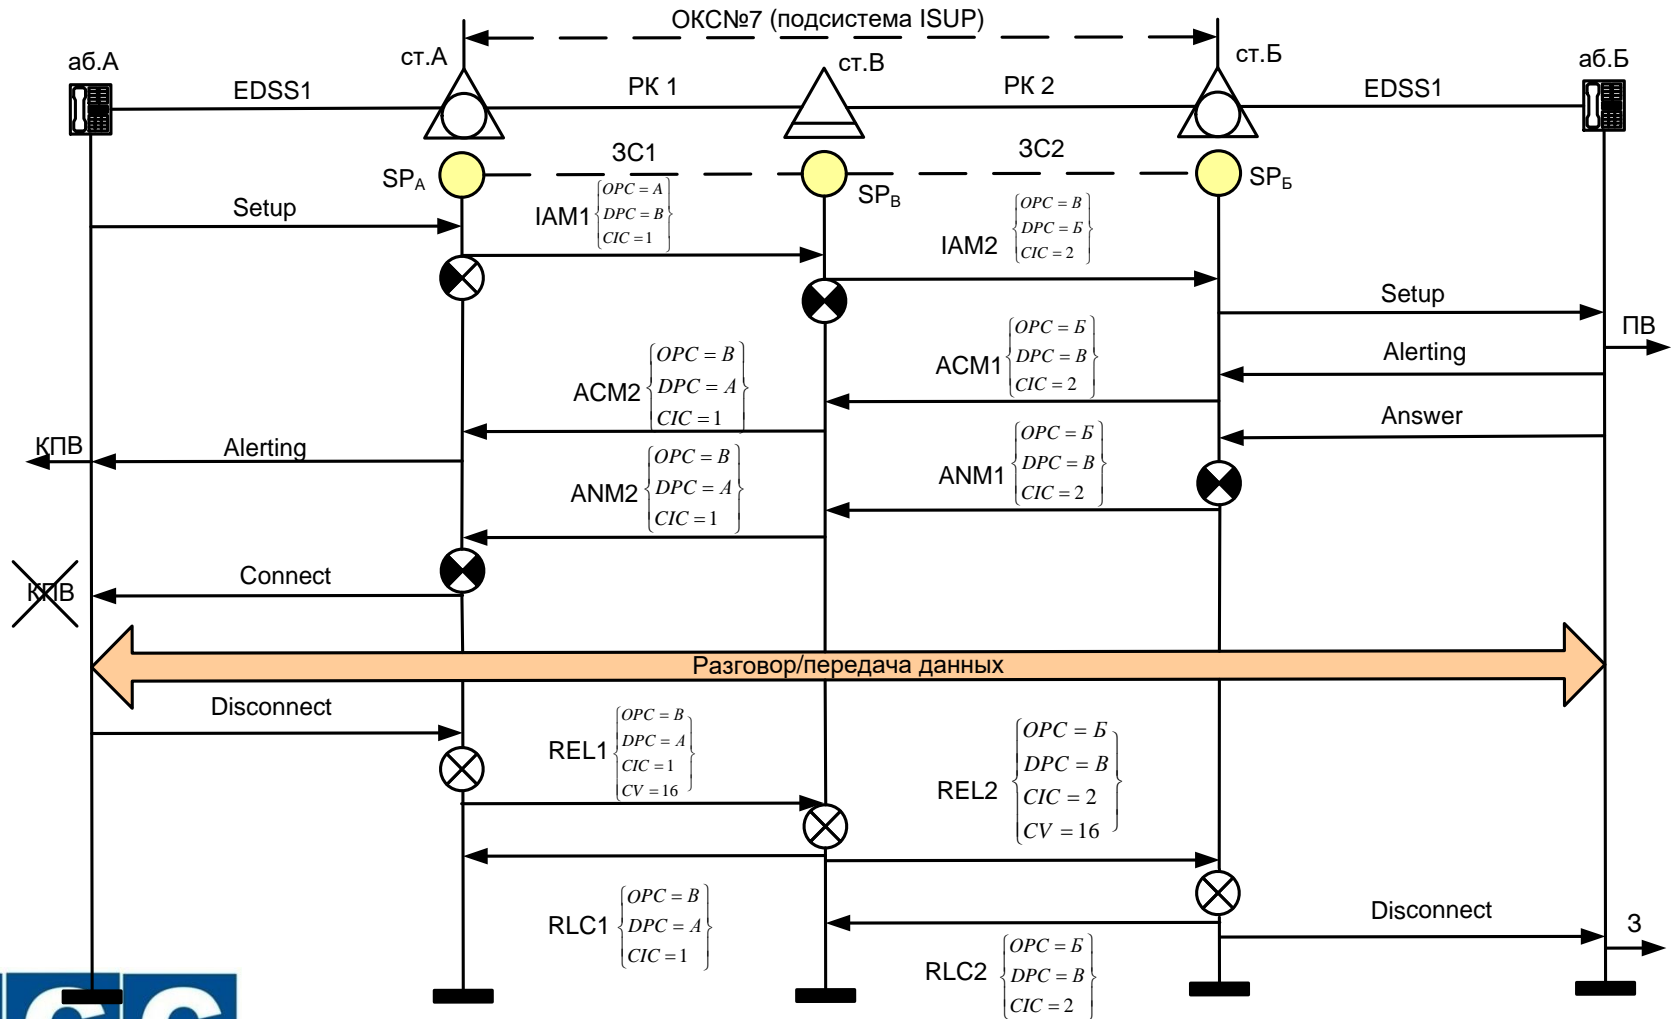 ОКС№7 (подсистема ISUP)
аб.А
ст.А
ст.В
ст.Б
аб.Б
EDSS1
РК 1
РК 2
EDSS1
ЗС1
ЗС2
SPА
SPВ
SPБ
Setup
IAM1
OPC = A
DPC = B
CIC = 1
IAM2
OPC = B
DPC = Б
CIC = 2
Setup
ПВ
Alerting
ACM1
OPC = Б
DPC = B
CIC = 2
ACM2
OPC = B
DPC = A
CIC = 1
Answer
КПВ
Alerting
ANM1
OPC = Б
DPC = B
CIC = 2
ANM2
OPC = B
DPC = A
CIC = 1
Connect
КПВ
Разговор/передача данных
Disconnect
REL1
OPC = B
DPC = A
CIC = 1
CV = 16
REL2
OPC = Б
DPC = B
CIC = 2
CV = 16
RLC1
OPC = B
DPC = A
CIC = 1
Disconnect
З
RLC2
OPC = Б
DPC = B
CIC = 2